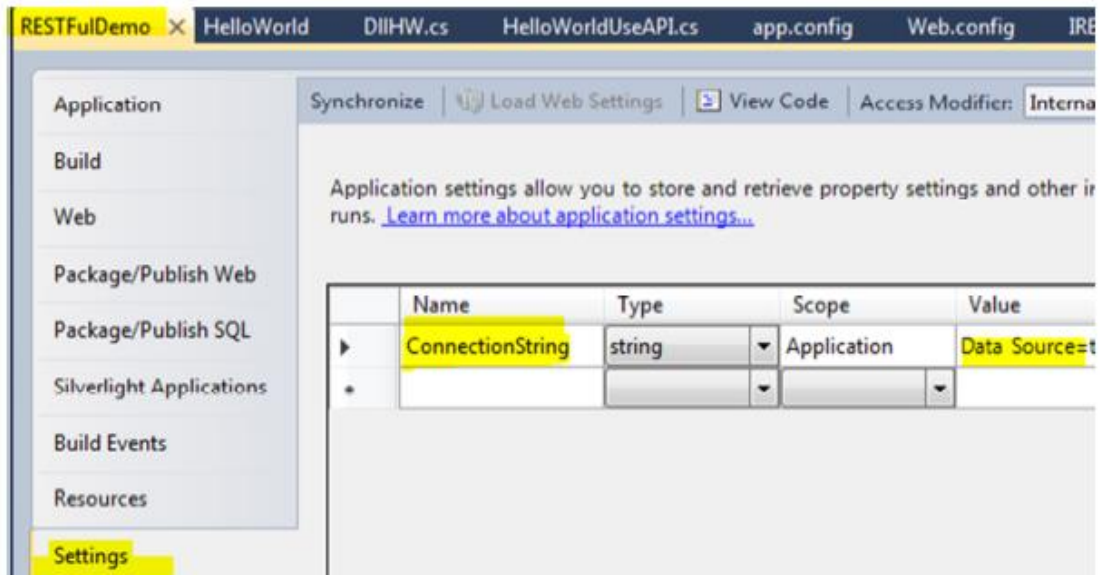 RESTFulDemo HelloWorld DllHW.cs HelloWorldUseAPI.cs app.config Web.config IRE
Application
Build
Web
Package/Publish Web
Package/Publish SQL
Silverlight Applications
Build Events
Resources
Settings
Synchronize Load Web Settings View Code Access Modifier: Interna
Application settings allow you to store and retrieve property settings and other in
runs. Learn more about application settings...
Name Type Scope Value
ConnectionString string Application Data Source=t